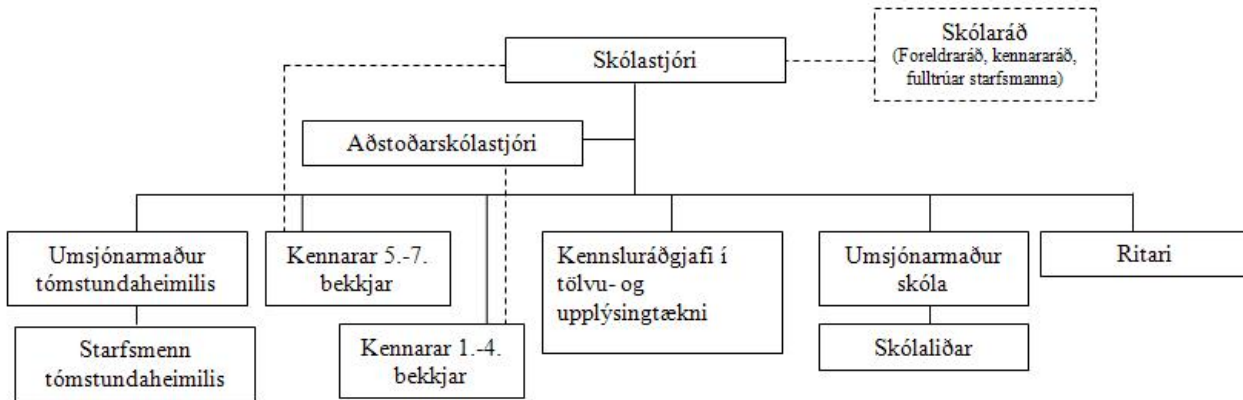 Skólaráð
(Foreldraráð, kennararáð,
fulltrúar starfsmanna)
Skólastjóri
Aðstoðarskólastjóri
Umsjónarmaður
tómstundaheimilis
Kennarar 5.-7.
bekkjar
Kennsluráðgjafi í
tölvu- og
upplýsingtækni
Umsjónarmaður
skóla
Ritari
Starfsmenn
tómstundaheimilis
Kennarar 1.-4.
bekkjar
Skólaliðar